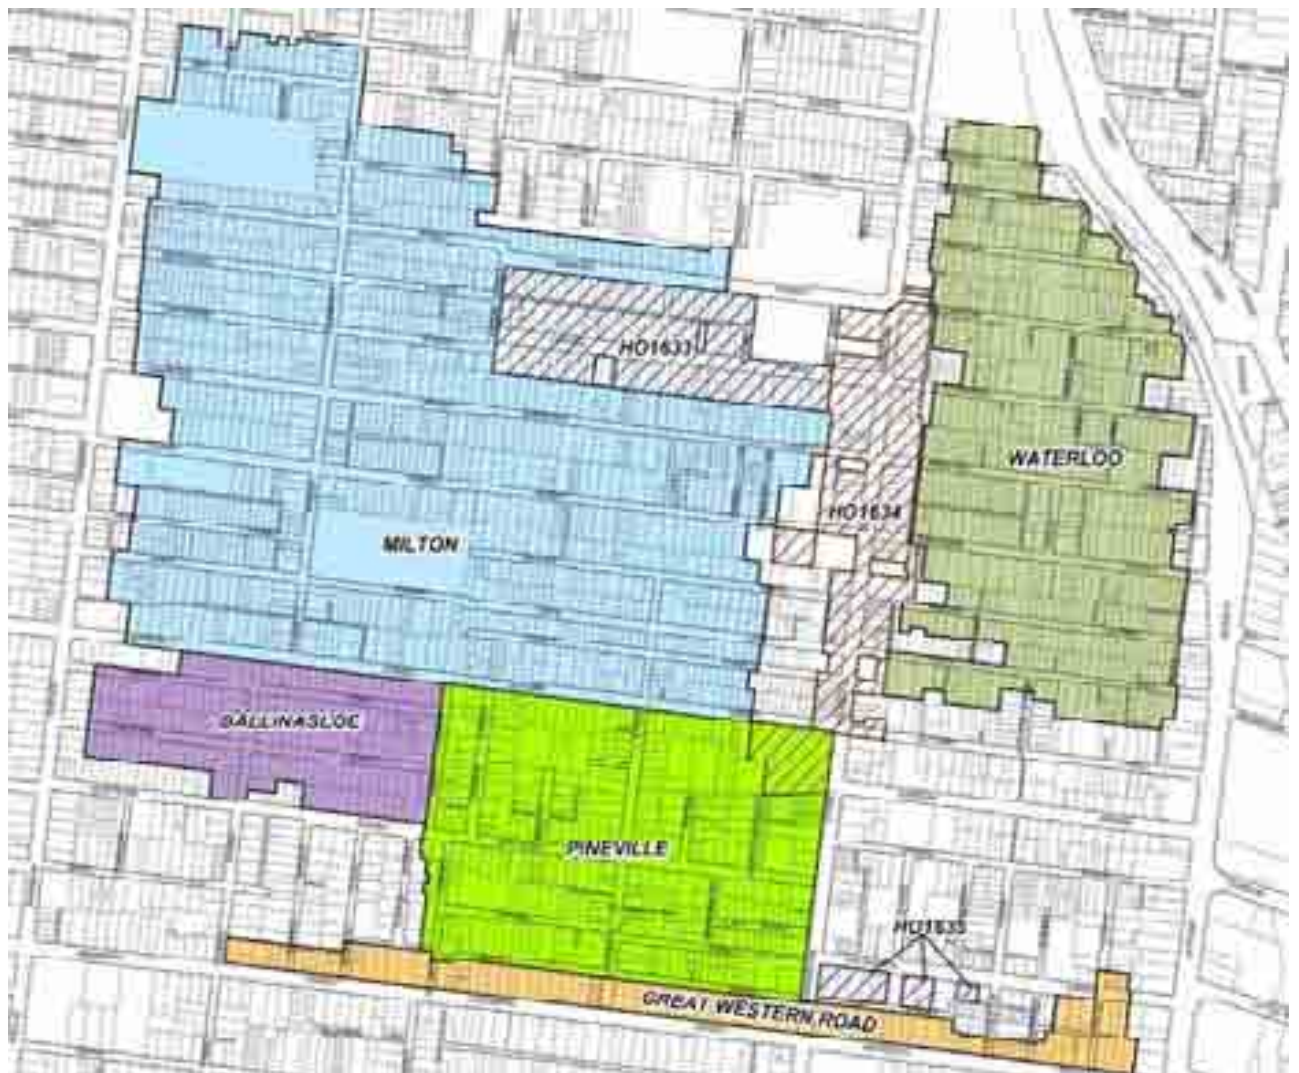 HO1633
WATERLOO
HO1634
MILTON
BALLINASLOE
PINEVILLE
HO1635
GREAT WESTERN ROAD